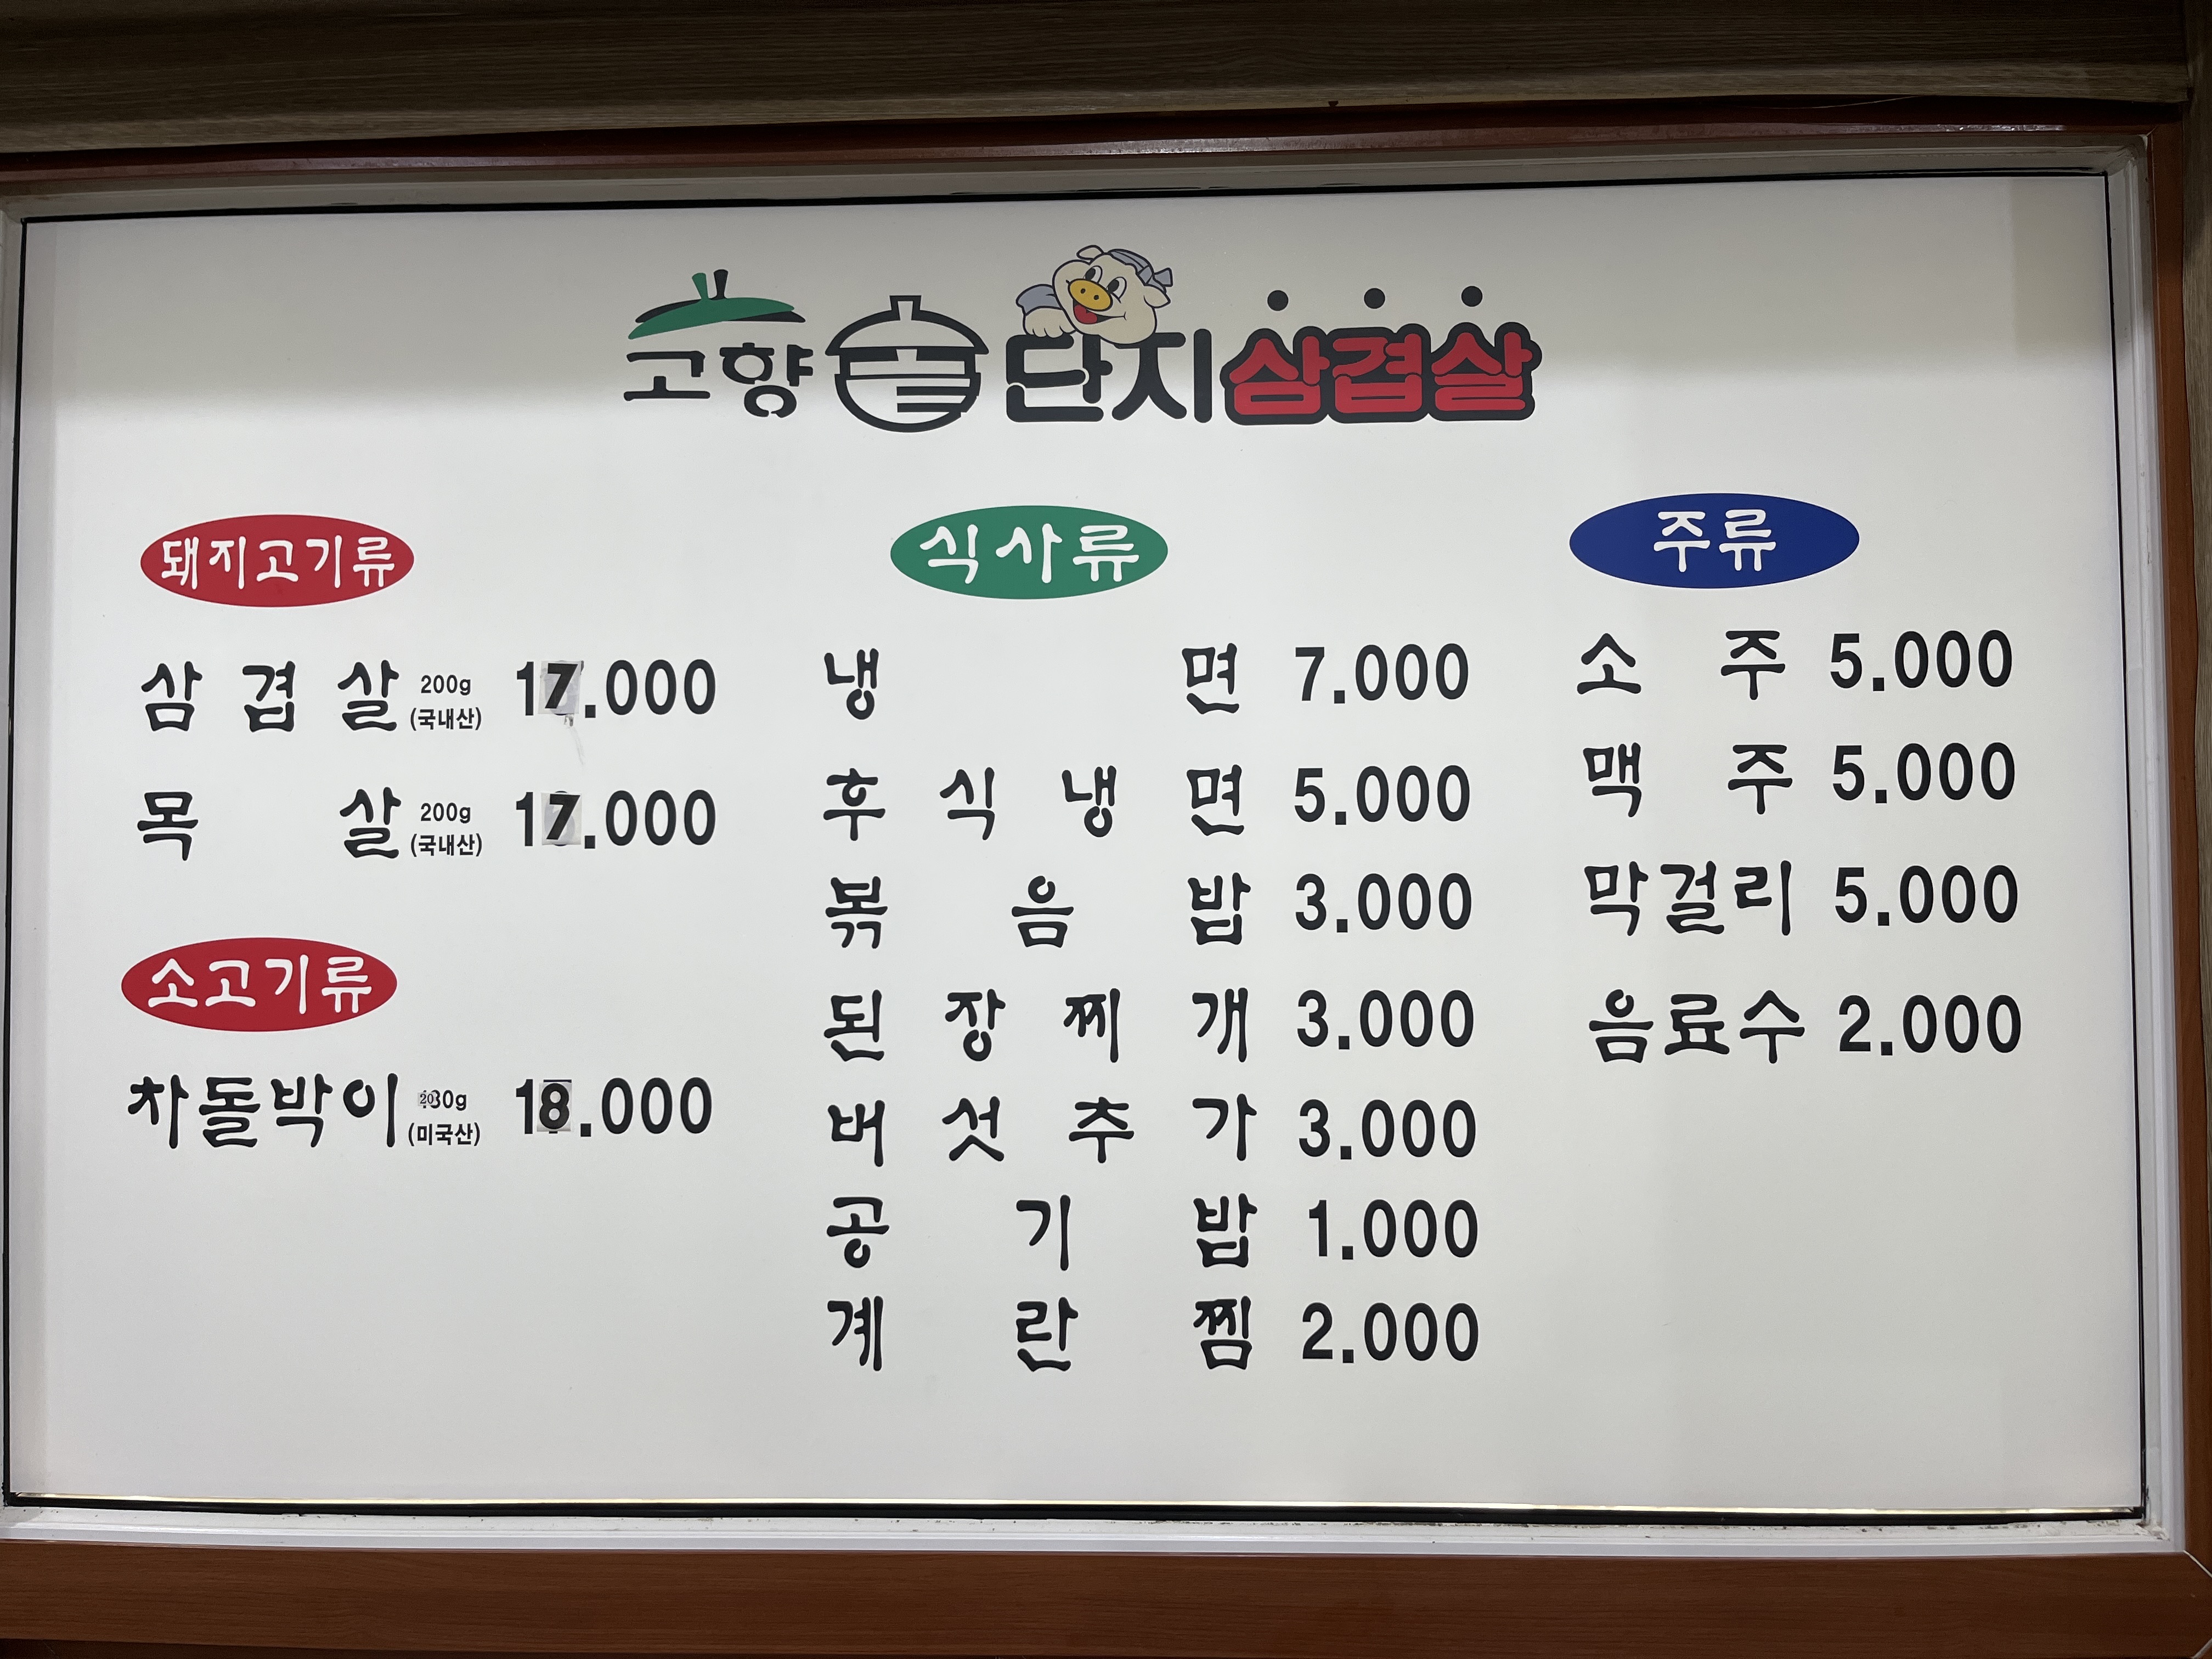 고향솥단지삼겹살
돼지고기류
삼겹살 200g (국내산) 17.000
목살 200g (국내산) 17.000
소고기류
차돌박이 (미국산) 18.000
식사류
냉면 7.000
후식냉면 5.000
볶음밥 3.000
된장찌개 3.000
버섯추가 3.000
공기밥 1.000
계란찜 2.000
주류
소주 5.000
맥주 5.000
막걸리 5.000
음료수 2.000